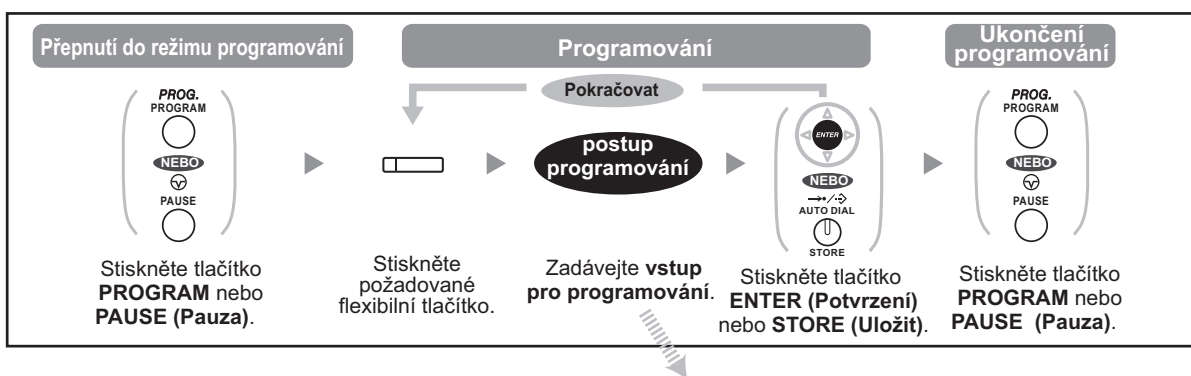 Přepnutí do režimu programování
Programování
Ukončení
programování
Pokračovat
PROG.
PROGRAM
NEBO
PAUSE
Stiskněte tlačítko
PROGRAM nebo
PAUSE (Pauza).
Stiskněte
požadované
flexibilní tlačítko.
postup
programování
Zadávejte vstup
pro programování.
ENTER
NEBO
AUTO DIAL
STORE
Stiskněte tlačítko
ENTER (Potvrzení)
nebo STORE (Uložit).
PROG.
PROGRAM
NEBO
PAUSE
Stiskněte tlačítko
PROGRAM nebo
PAUSE (Pauza).